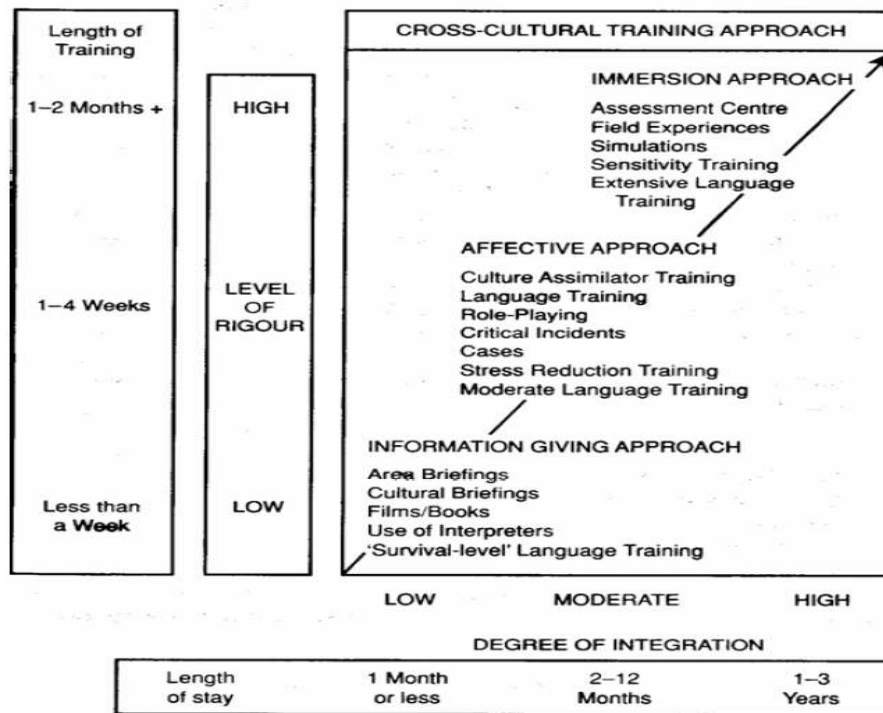 Length of
Training
1–2 Months +
1–4 Weeks
Less than
a Week
HIGH
LEVEL
OF
RIGOUR
LOW
CROSS-CULTURAL TRAINING APPROACH
IMMERSION APPROACH
Assessment Centre
Field Experiences
Simulations
Sensitivity Training
Extensive Language
Training
AFFECTIVE APPROACH
Culture Assimilator Training
Language Training
Role-Playing
Critical Incidents
Cases
Stress Reduction Training
Moderate Language Training
INFORMATION GIVING APPROACH
Area Briefings
Cultural Briefings
Films/Books
Use of Interpreters
'Survival-level' Language Training
LOW MODERATE HIGH
DEGREE OF INTEGRATION
Length
of stay
1 Month
or less
2–12
Months
1–3
Years